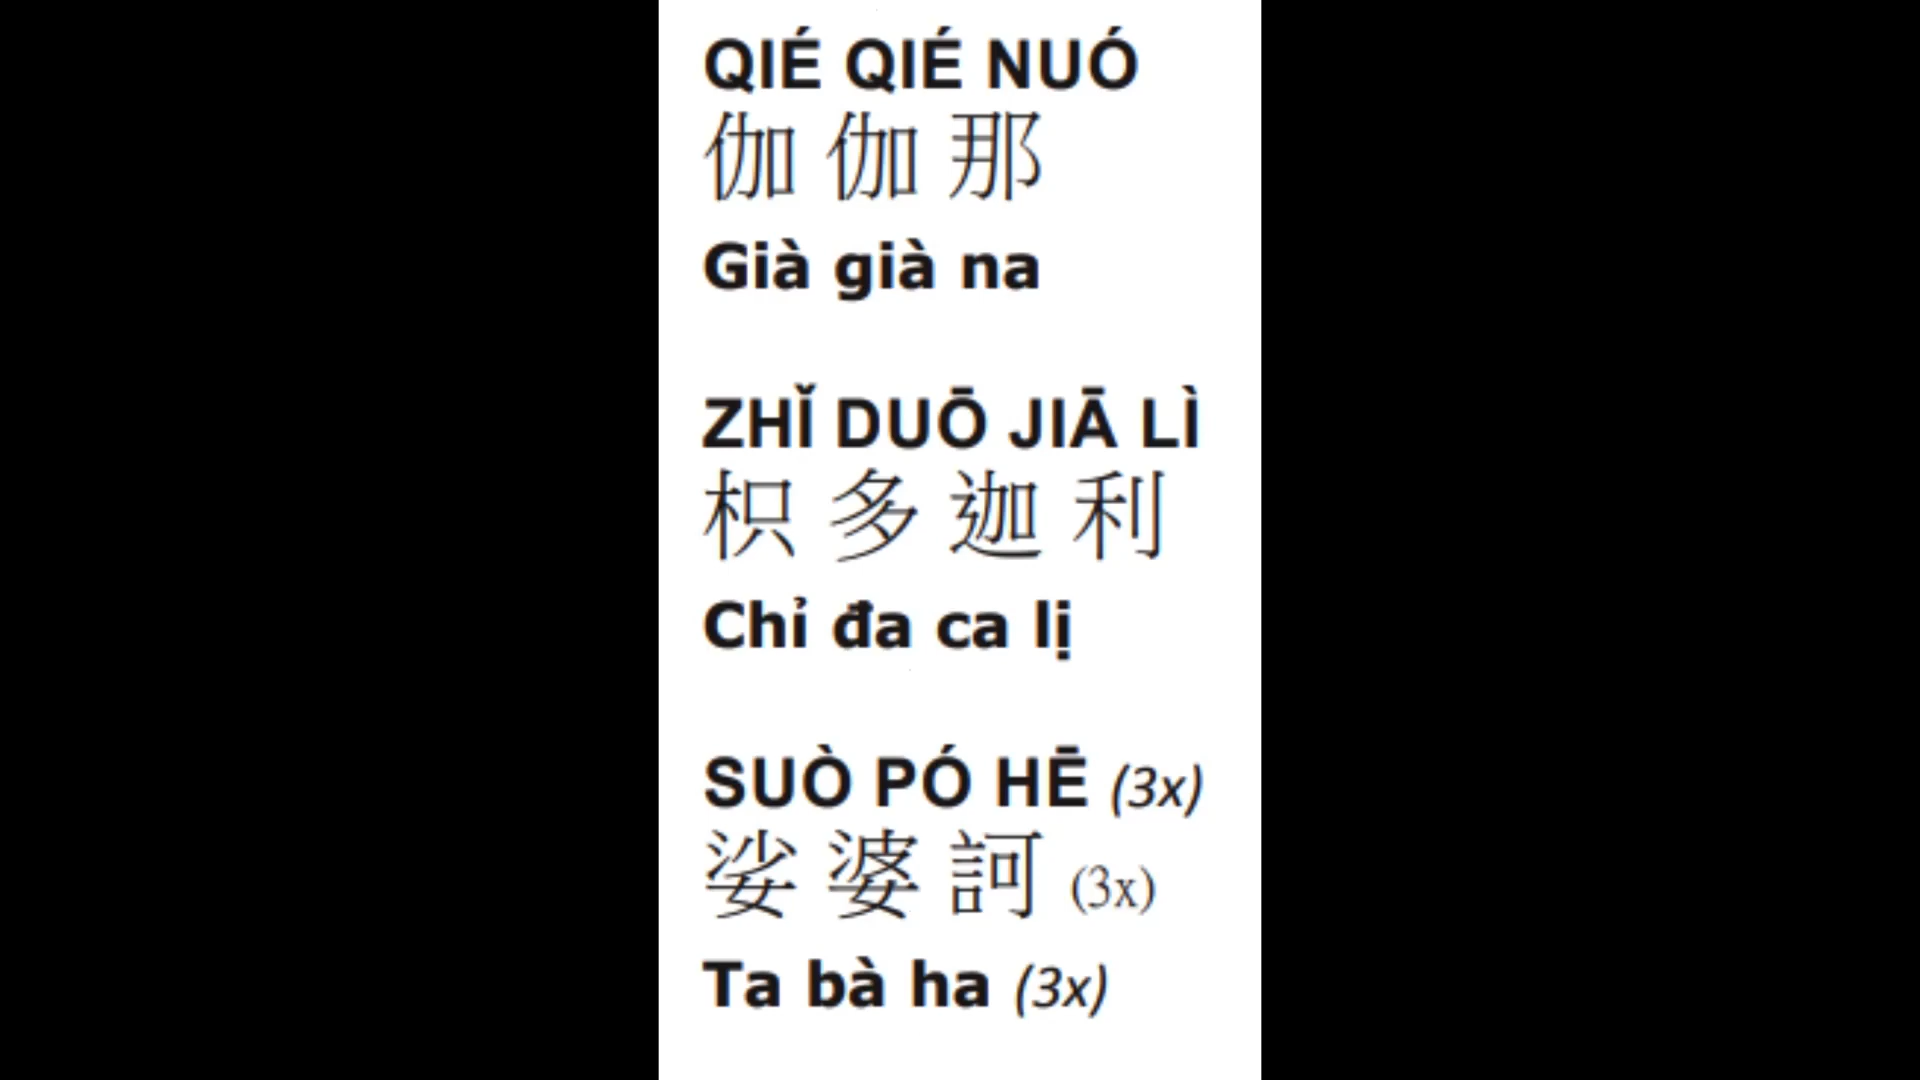 QIÉ QIÉ NUÓ
伽 伽 那
Già già na
ZHǏ DUŌ JIĀ LÌ
枳 多 迦 利
Chỉ đa ca lị
SUÒ PÓ HĒ (3x)
娑 婆 訶 (3x)
Ta bà ha (3x)